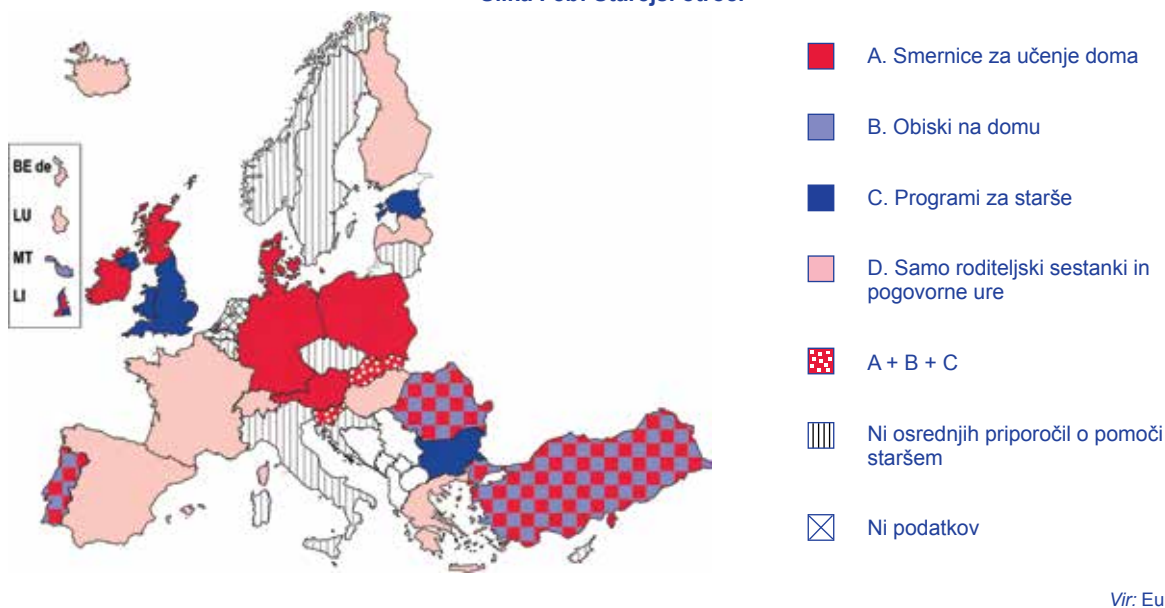 BE de
LU
MT
LI
A. Smernice za učenje doma
B. Obiski na domu
C. Programi za starše
D. Samo roditeljski sestanki in
pogovorne ure
A + B + C
Ni osrednjih priporočil o pomoči
staršem
Ni podatkov
Vir: Eu